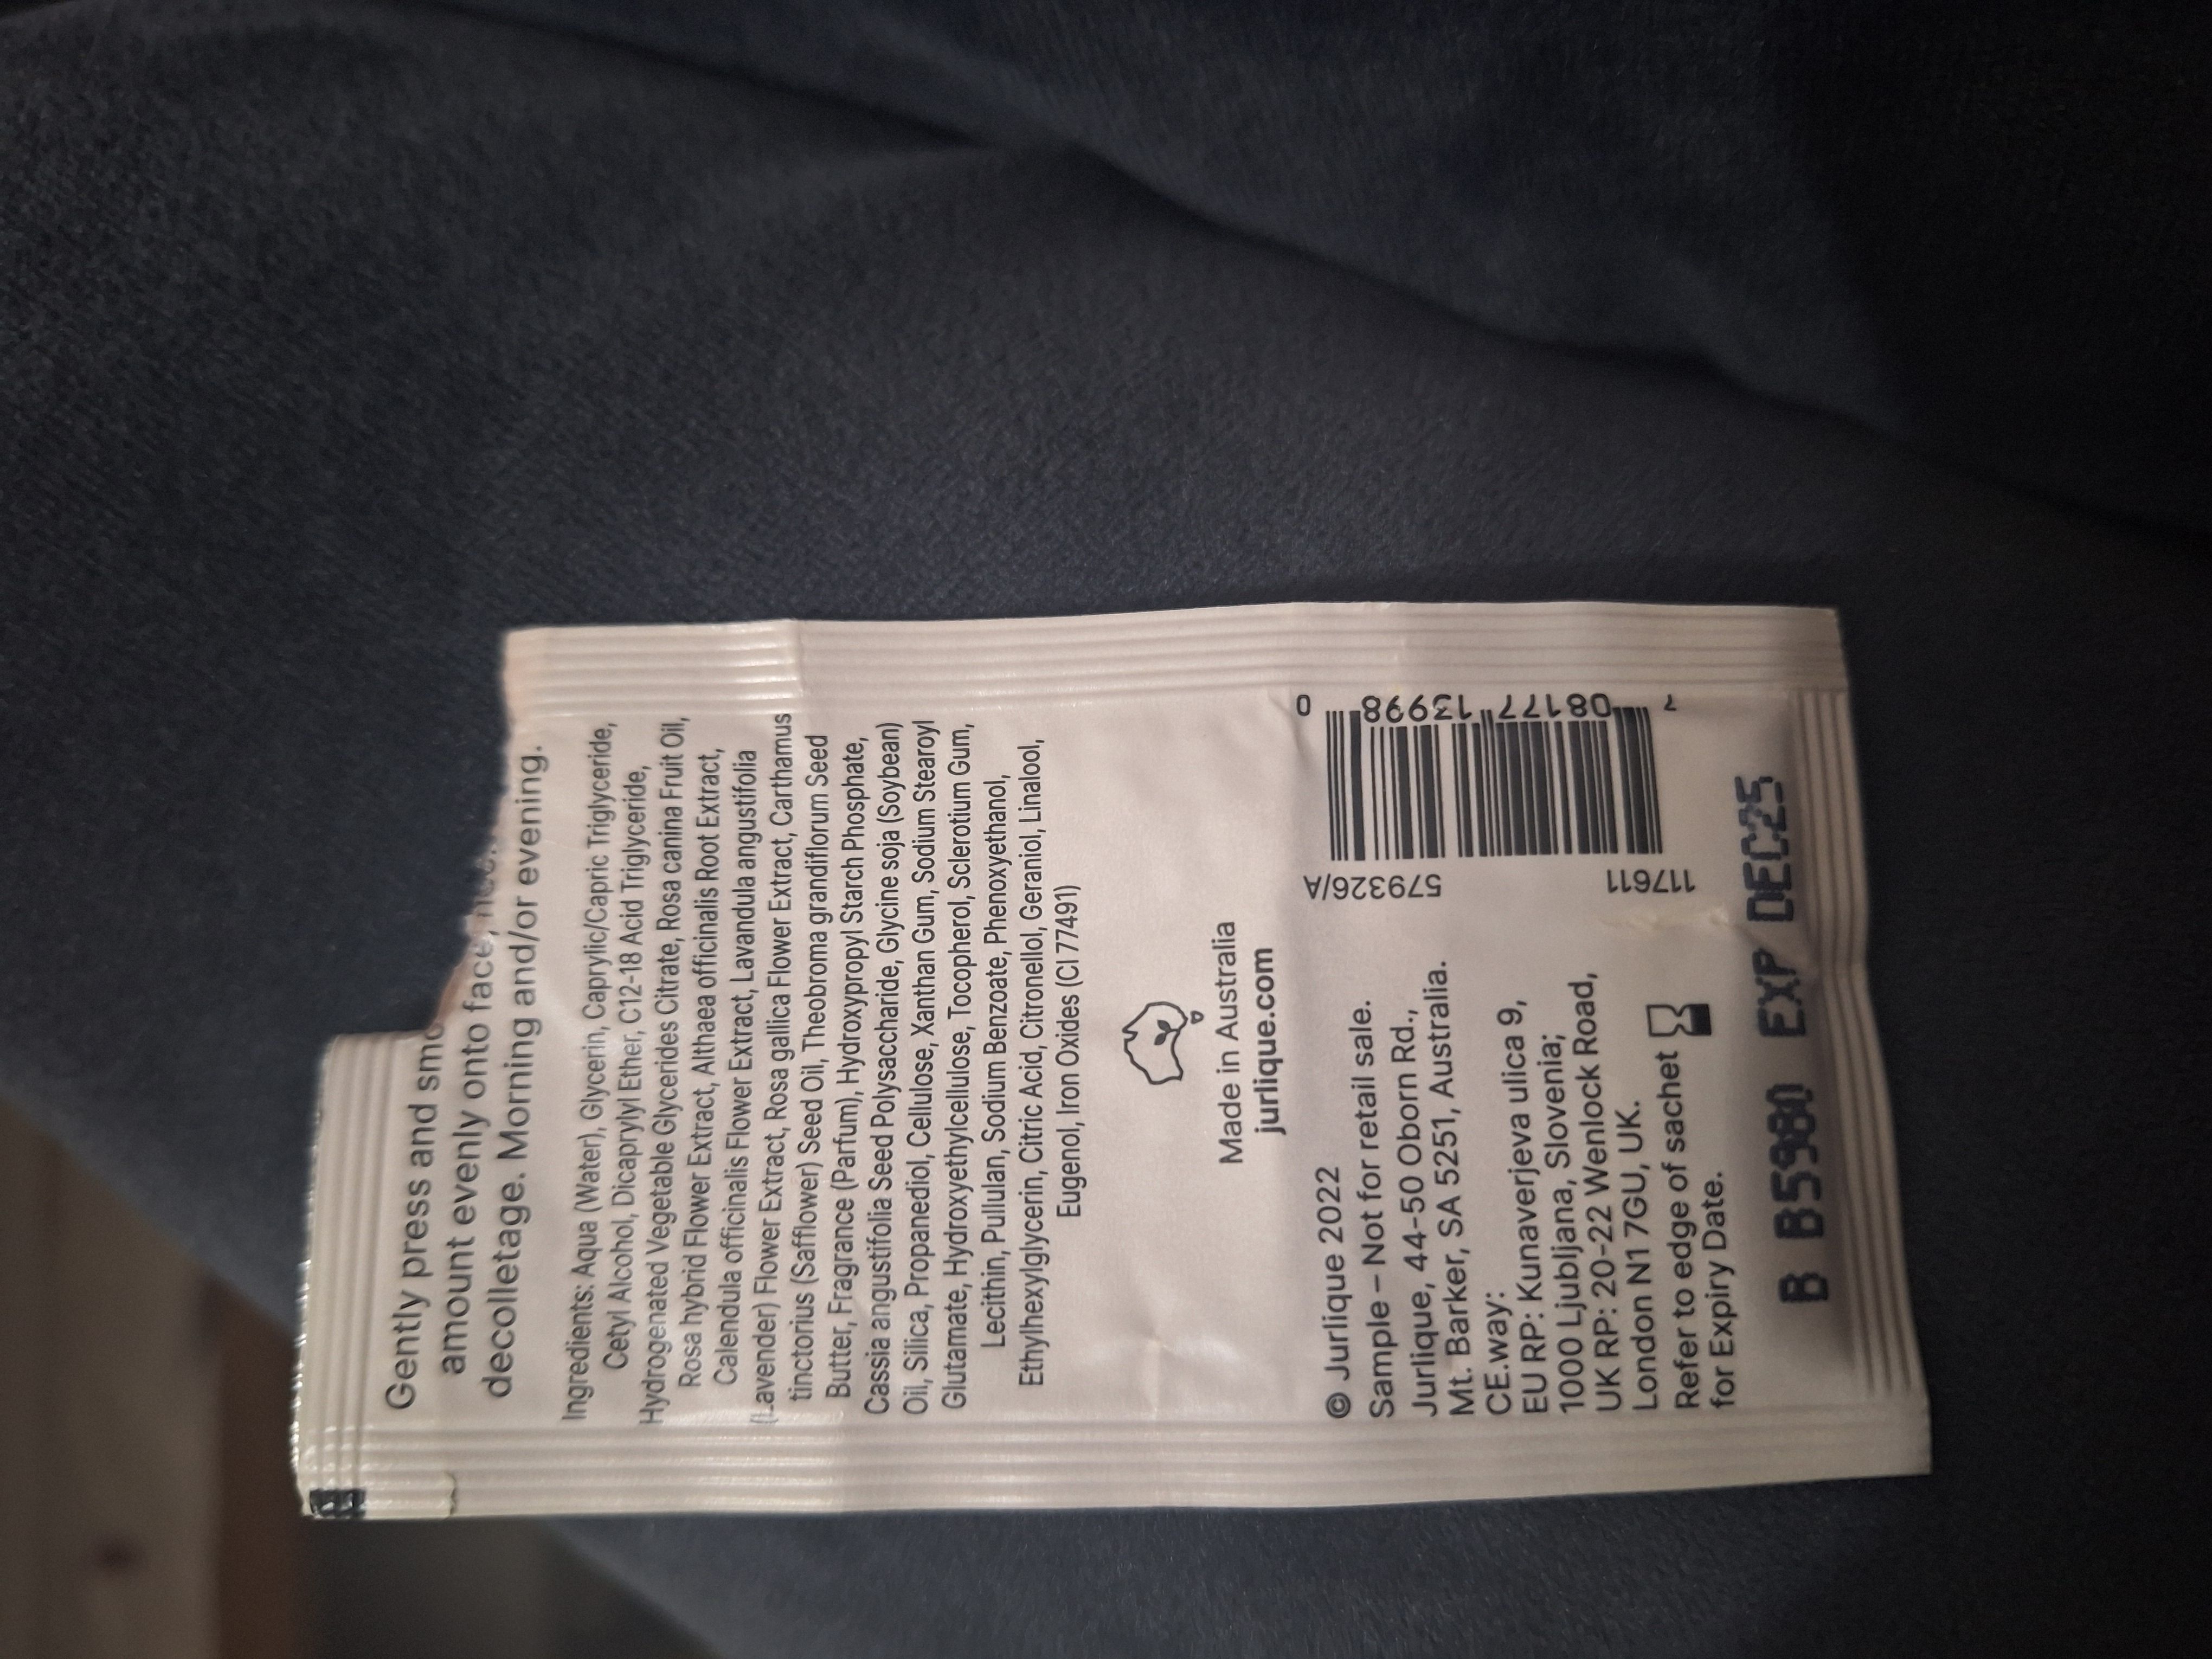 Gently press and smo
amount evenly onto face,
decolletage. Morning and/or evening.
Ingredients: Aqua (Water), Glycerin, Caprylic/Capric Triglyceride,
Cetyl Alcohol, Dicaprylyl Ether, C12-18 Acid Triglyceride,
Hydrogenated Vegetable Glycerides Citrate, Rosa canina Fruit Oil,
Rosa hybrid Flower Extract, Althaea officinalis Root Extract,
Calendula officinalis Flower Extract, Lavandula angustifolia
(Lavender) Flower Extract, Rosa gallica Flower Extract, Carthamus
tinctorius (Safflower) Seed Oil, Theobroma grandiflorum Seed
Butter, Fragrance (Parfum), Hydroxypropyl Starch Phosphate,
Cassia angustifolia Seed Polysaccharide, Glycine soja (Soybean)
Oil, Silica, Propanediol, Cellulose, Xanthan Gum, Sodium Stearoyl
Glutamate, Hydroxyethylcellulose, Tocopherol, Sclerotium Gum,
Lecithin, Pullulan, Sodium Benzoate, Phenoxyethanol,
Ethylhexylglycerin, Citric Acid, Citronellol, Geraniol, Linalool,
Eugenol, Iron Oxides (CI 77491)
Made in Australia
jurlique.com
© Jurlique 2022
Sample – Not for retail sale.
Jurlique, 44-50 Oborn Rd.,
Mt. Barker, SA 5251, Australia.
CE.way:
EU RP: Kunaverjeva ulica 9,
1000 Ljubljana, Slovenia;
UK RP: 20-22 Wenlock Road,
London N1 7GU, UK.
Refer to edge of sachet
for Expiry Date.
579326/A
117611
7 08177 13998 0
B B5980 EXP DEC25